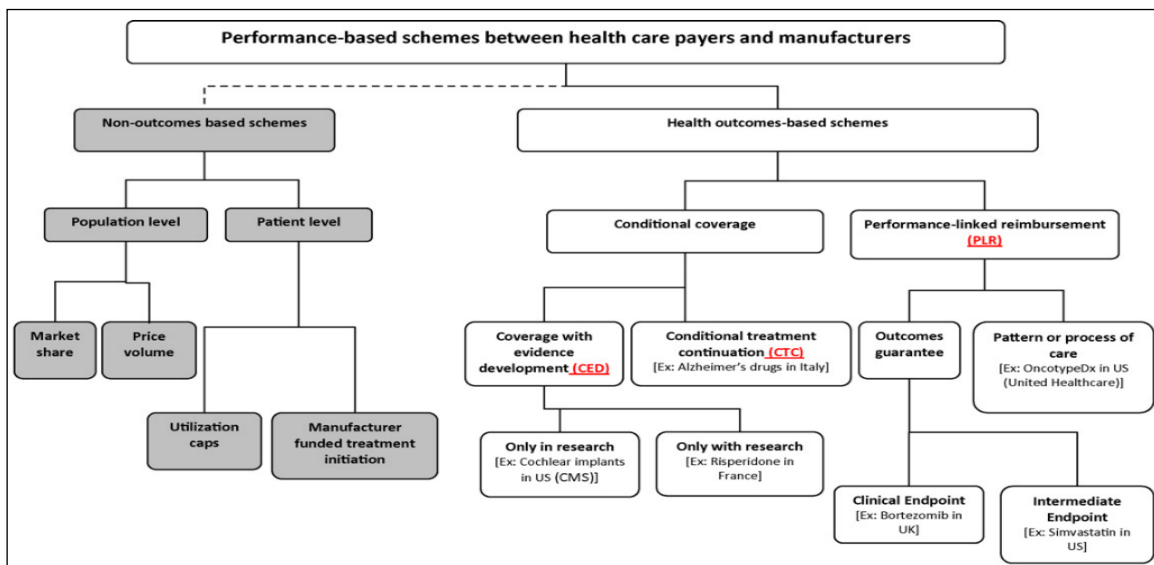 Performance-based schemes between health care payers and manufacturers
Non-outcomes based schemes
Health outcomes-based schemes
Population level
Patient level
Conditional coverage
Performance-linked reimbursement
(PLR)
Market
share
Price
volume
Coverage with
evidence
development (CED)
Conditional treatment
continuation (CTC)
[Ex: Alzheimer's drugs in Italy]
Outcomes
guarantee
Pattern or process of
care
[Ex: OncotypeDx in US
(United Healthcare)]
Utilization
caps
Manufacturer
funded treatment
initiation
Only in research
[Ex: Cochlear implants
in US (CMS)]
Only with research
[Ex: Risperidone in
France]
Clinical Endpoint
[Ex: Bortezomib in
UK]
Intermediate
Endpoint
[Ex: Simvastatin in
US]